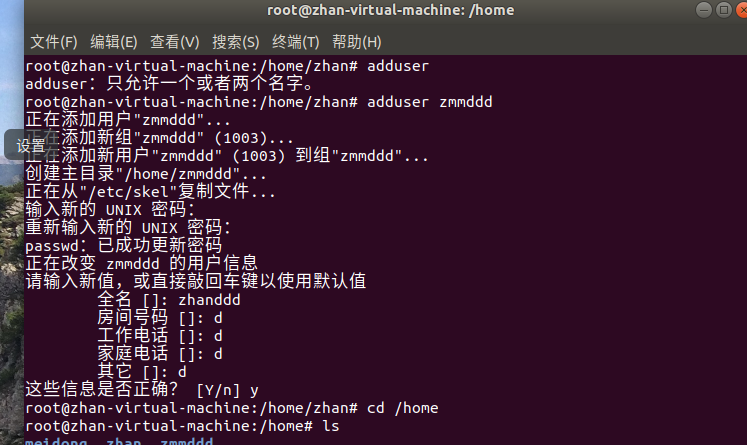 root@zhan-virtual-machine: /home
文件(F) 编辑(E) 查看(V) 搜索(S) 终端(T) 帮助(H)
root@zhan-virtual-machine:/home/zhan# adduser
adduser：只允许一个或者两个名字。
root@zhan-virtual-machine:/home/zhan# adduser zmmddd
正在添加用户"zmmddd"...
正在添加新组"zmmddd" (1003)...
设置
正在添加新用户"zmmddd" (1003) 到组"zmmddd"...
创建主目录"/home/zmmddd"...
正在从"/etc/skel"复制文件...
输入新的 UNIX 密码：
重新输入新的 UNIX 密码：
passwd：已成功更新密码
正在改变 zmmddd 的用户信息
请输入新值，或直接敲回车键以使用默认值
全名 []: zhanddd
房间号码 []: d
工作电话 []: d
家庭电话 []: d
其它 []: d
这些信息是否正确？ [Y/n] y
root@zhan-virtual-machine:/home/zhan# cd /home
root@zhan-virtual-machine:/home# ls
meidong zhan zmmddd